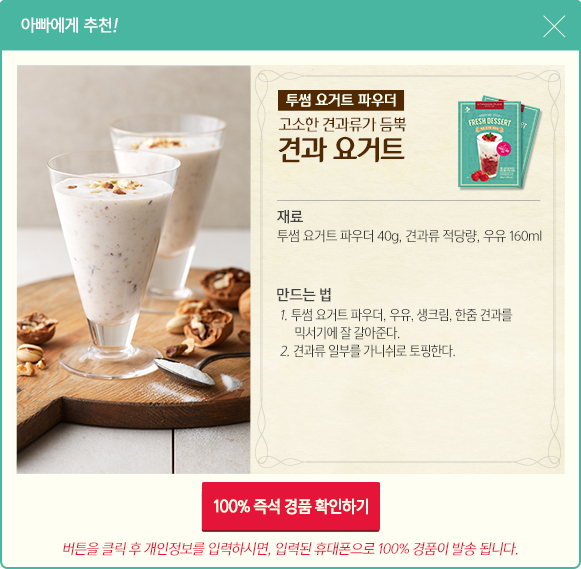 아빠에게 추천!
투썸 요거트 파우더
고소한 견과류가 듬뿍
견과 요거트
FRESH DESSERT
재료
투썸 요거트 파우더 40g, 견과류 적당량, 우유 160ml
만드는 법
1. 투썸 요거트 파우더, 우유, 생크림, 한줌 견과를
믹서기에 잘 갈아준다.
2. 견과류 일부를 가니쉬로 토핑한다.
100% 즉석 경품 확인하기
버튼을 클릭 후 개인정보를 입력하시면, 입력된 휴대폰으로 100% 경품이 발송 됩니다.